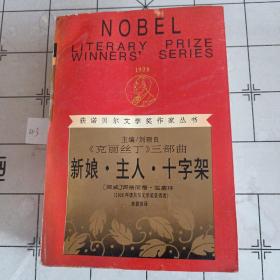 NOBEL
LITERARY PRIZE
WINNERS' SERIES
1928
获诺贝尔文学奖作家丛书
主编/刘硕良
《克丽丝丁》三部曲
新娘·主人·十字架